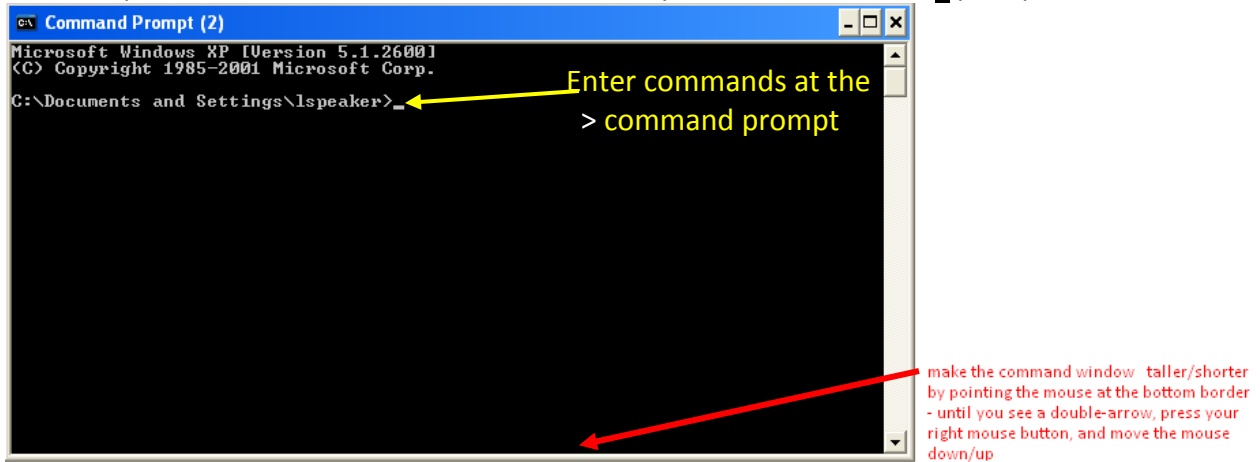 Command Prompt (2)
Microsoft Windows XP [Version 5.1.2600]
(C) Copyright 1985-2001 Microsoft Corp.
C:\Documents and Settings\lspeaker>_
Enter commands at the
> command prompt
make the command window taller/shorter
by pointing the mouse at the bottom border
- until you see a double-arrow, press your
right mouse button, and move the mouse
down/up